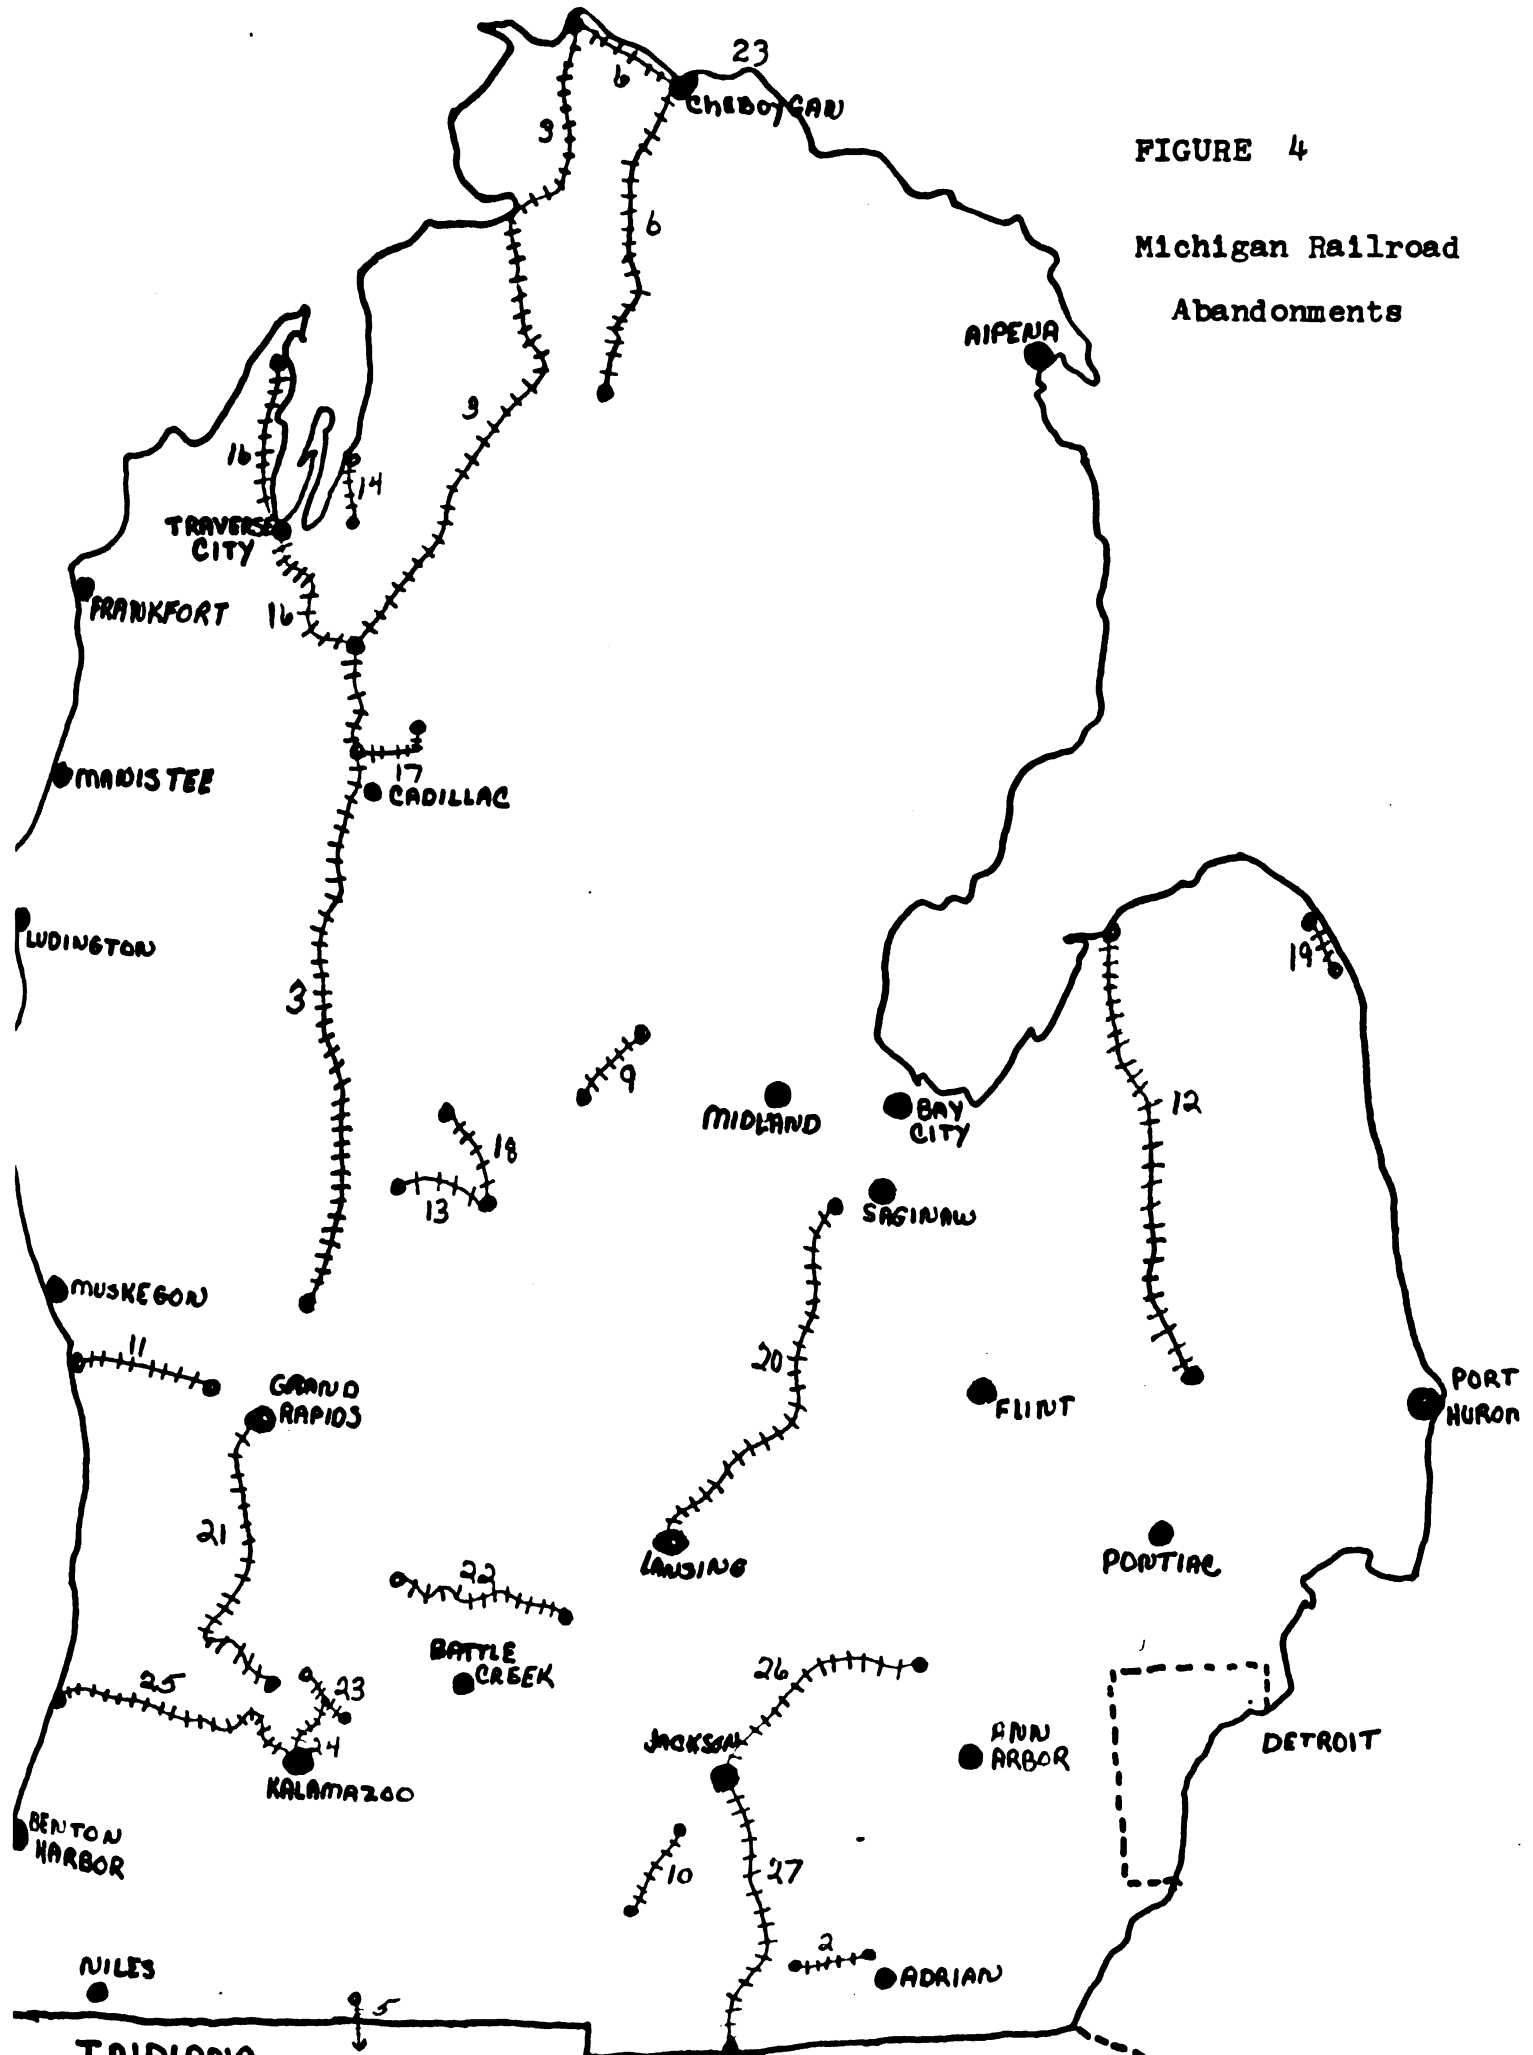 23
6
CHEBOYGAN
3
FIGURE 4
6
Michigan Railroad
Abandonments
AlPENA
3
16
14
TRAVERSE
CITY
FRANKFORT
16
MANISTEE
17
CADILLAC
LUDINGTON
19
3
9
12
MIDLAND
BAY
CITY
18
13
SAGINAW
MUSKEGON
11
20
GRAND
RAPIDS
FLINT
PORT
HURON
21
22
LANSING
PONTIAC
BATTLE
CREEK
25
23
26
24
KALAMAZOO
JACKSON
ANN
ARBOR
DETROIT
BENTON
HARBOR
10
27
2
NILES
ADRIAN
5
INDIANA